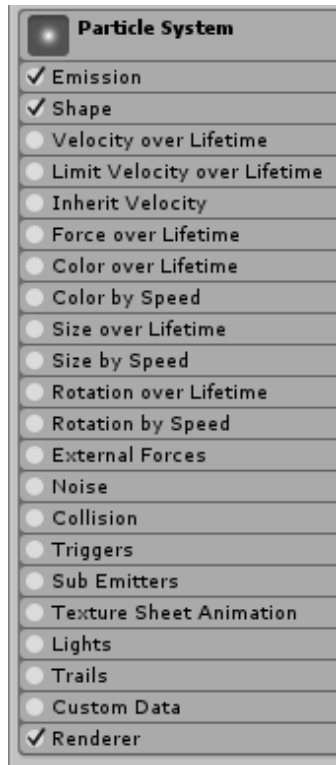 Particle System
Emission
Shape
Velocity over Lifetime
Limit Velocity over Lifetime
Inherit Velocity
Force over Lifetime
Color over Lifetime
Color by Speed
Size over Lifetime
Size by Speed
Rotation over Lifetime
Rotation by Speed
External Forces
Noise
Collision
Triggers
Sub Emitters
Texture Sheet Animation
Lights
Trails
Custom Data
Renderer